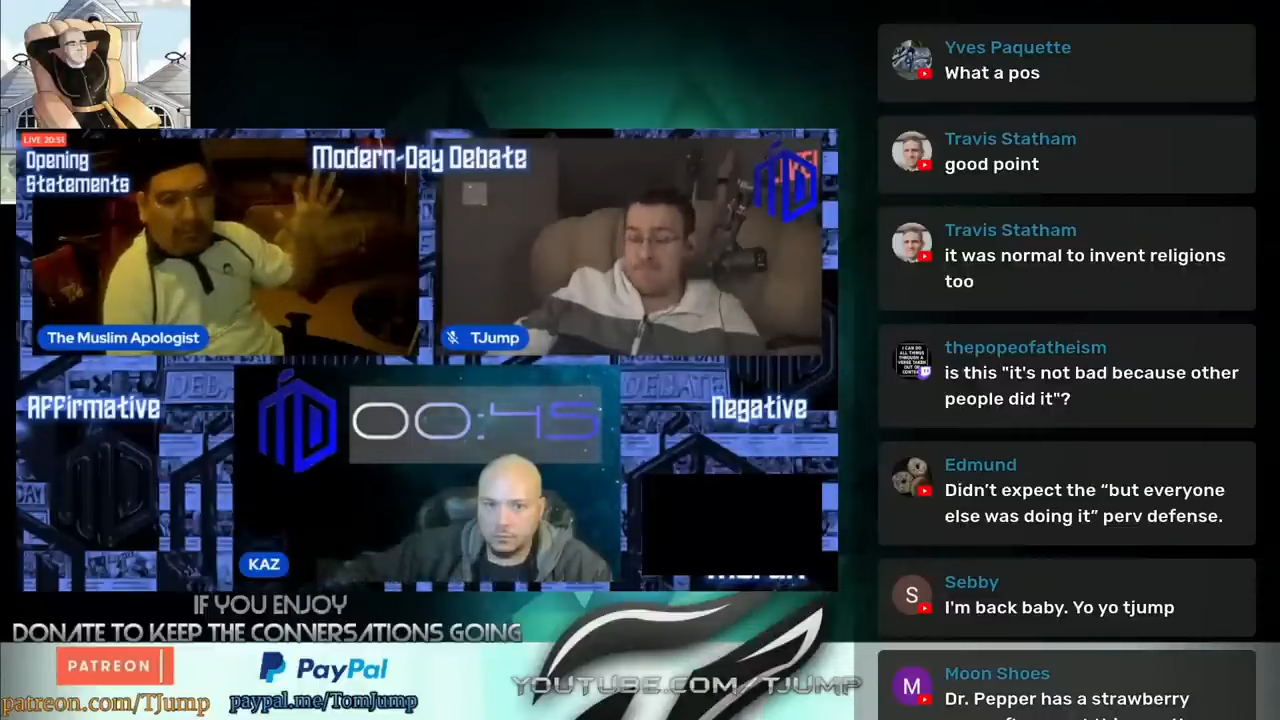 LIVE 20:51
Opening
Statements
Modern-Day Debate
The Muslim Apologist
TJump
Affirmative
DEBATE
DEBATE
Negative
00:45
KAZ
IF YOU ENJOY
DONATE TO KEEP THE CONVERSATIONS GOING
PATREON
PayPal
patreon.com/TJump
paypal.me/TomJump
YOUTUBE.COM/TJUMP
Yves Paquette
What a pos
Travis Statham
good point
Travis Statham
it was normal to invent religions
too
thepopeofatheism
is this "it's not bad because other
people did it"?
Edmund
Didn’t expect the “but everyone
else was doing it” perv defense.
S
Sebby
I'm back baby. Yo yo tjump
M
Moon Shoes
Dr. Pepper has a strawberry